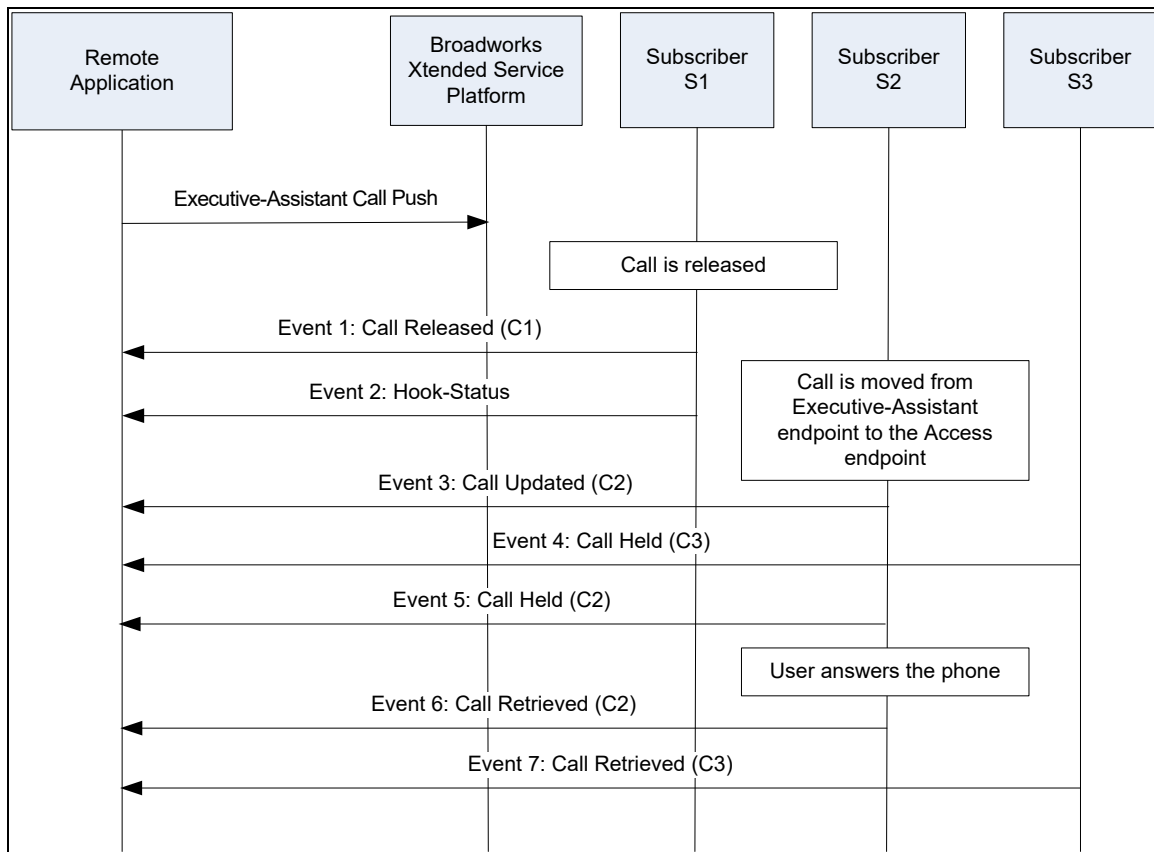 Remote
Application
Broadworks
Xtended Service
Platform
Subscriber
S1
Subscriber
S2
Subscriber
S3
Executive-Assistant Call Push
Call is released
Event 1: Call Released (C1)
Call is moved from
Executive-Assistant
endpoint to the Access
endpoint
Event 2: Hook-Status
Event 3: Call Updated (C2)
Event 4: Call Held (C3)
Event 5: Call Held (C2)
User answers the phone
Event 6: Call Retrieved (C2)
Event 7: Call Retrieved (C3)